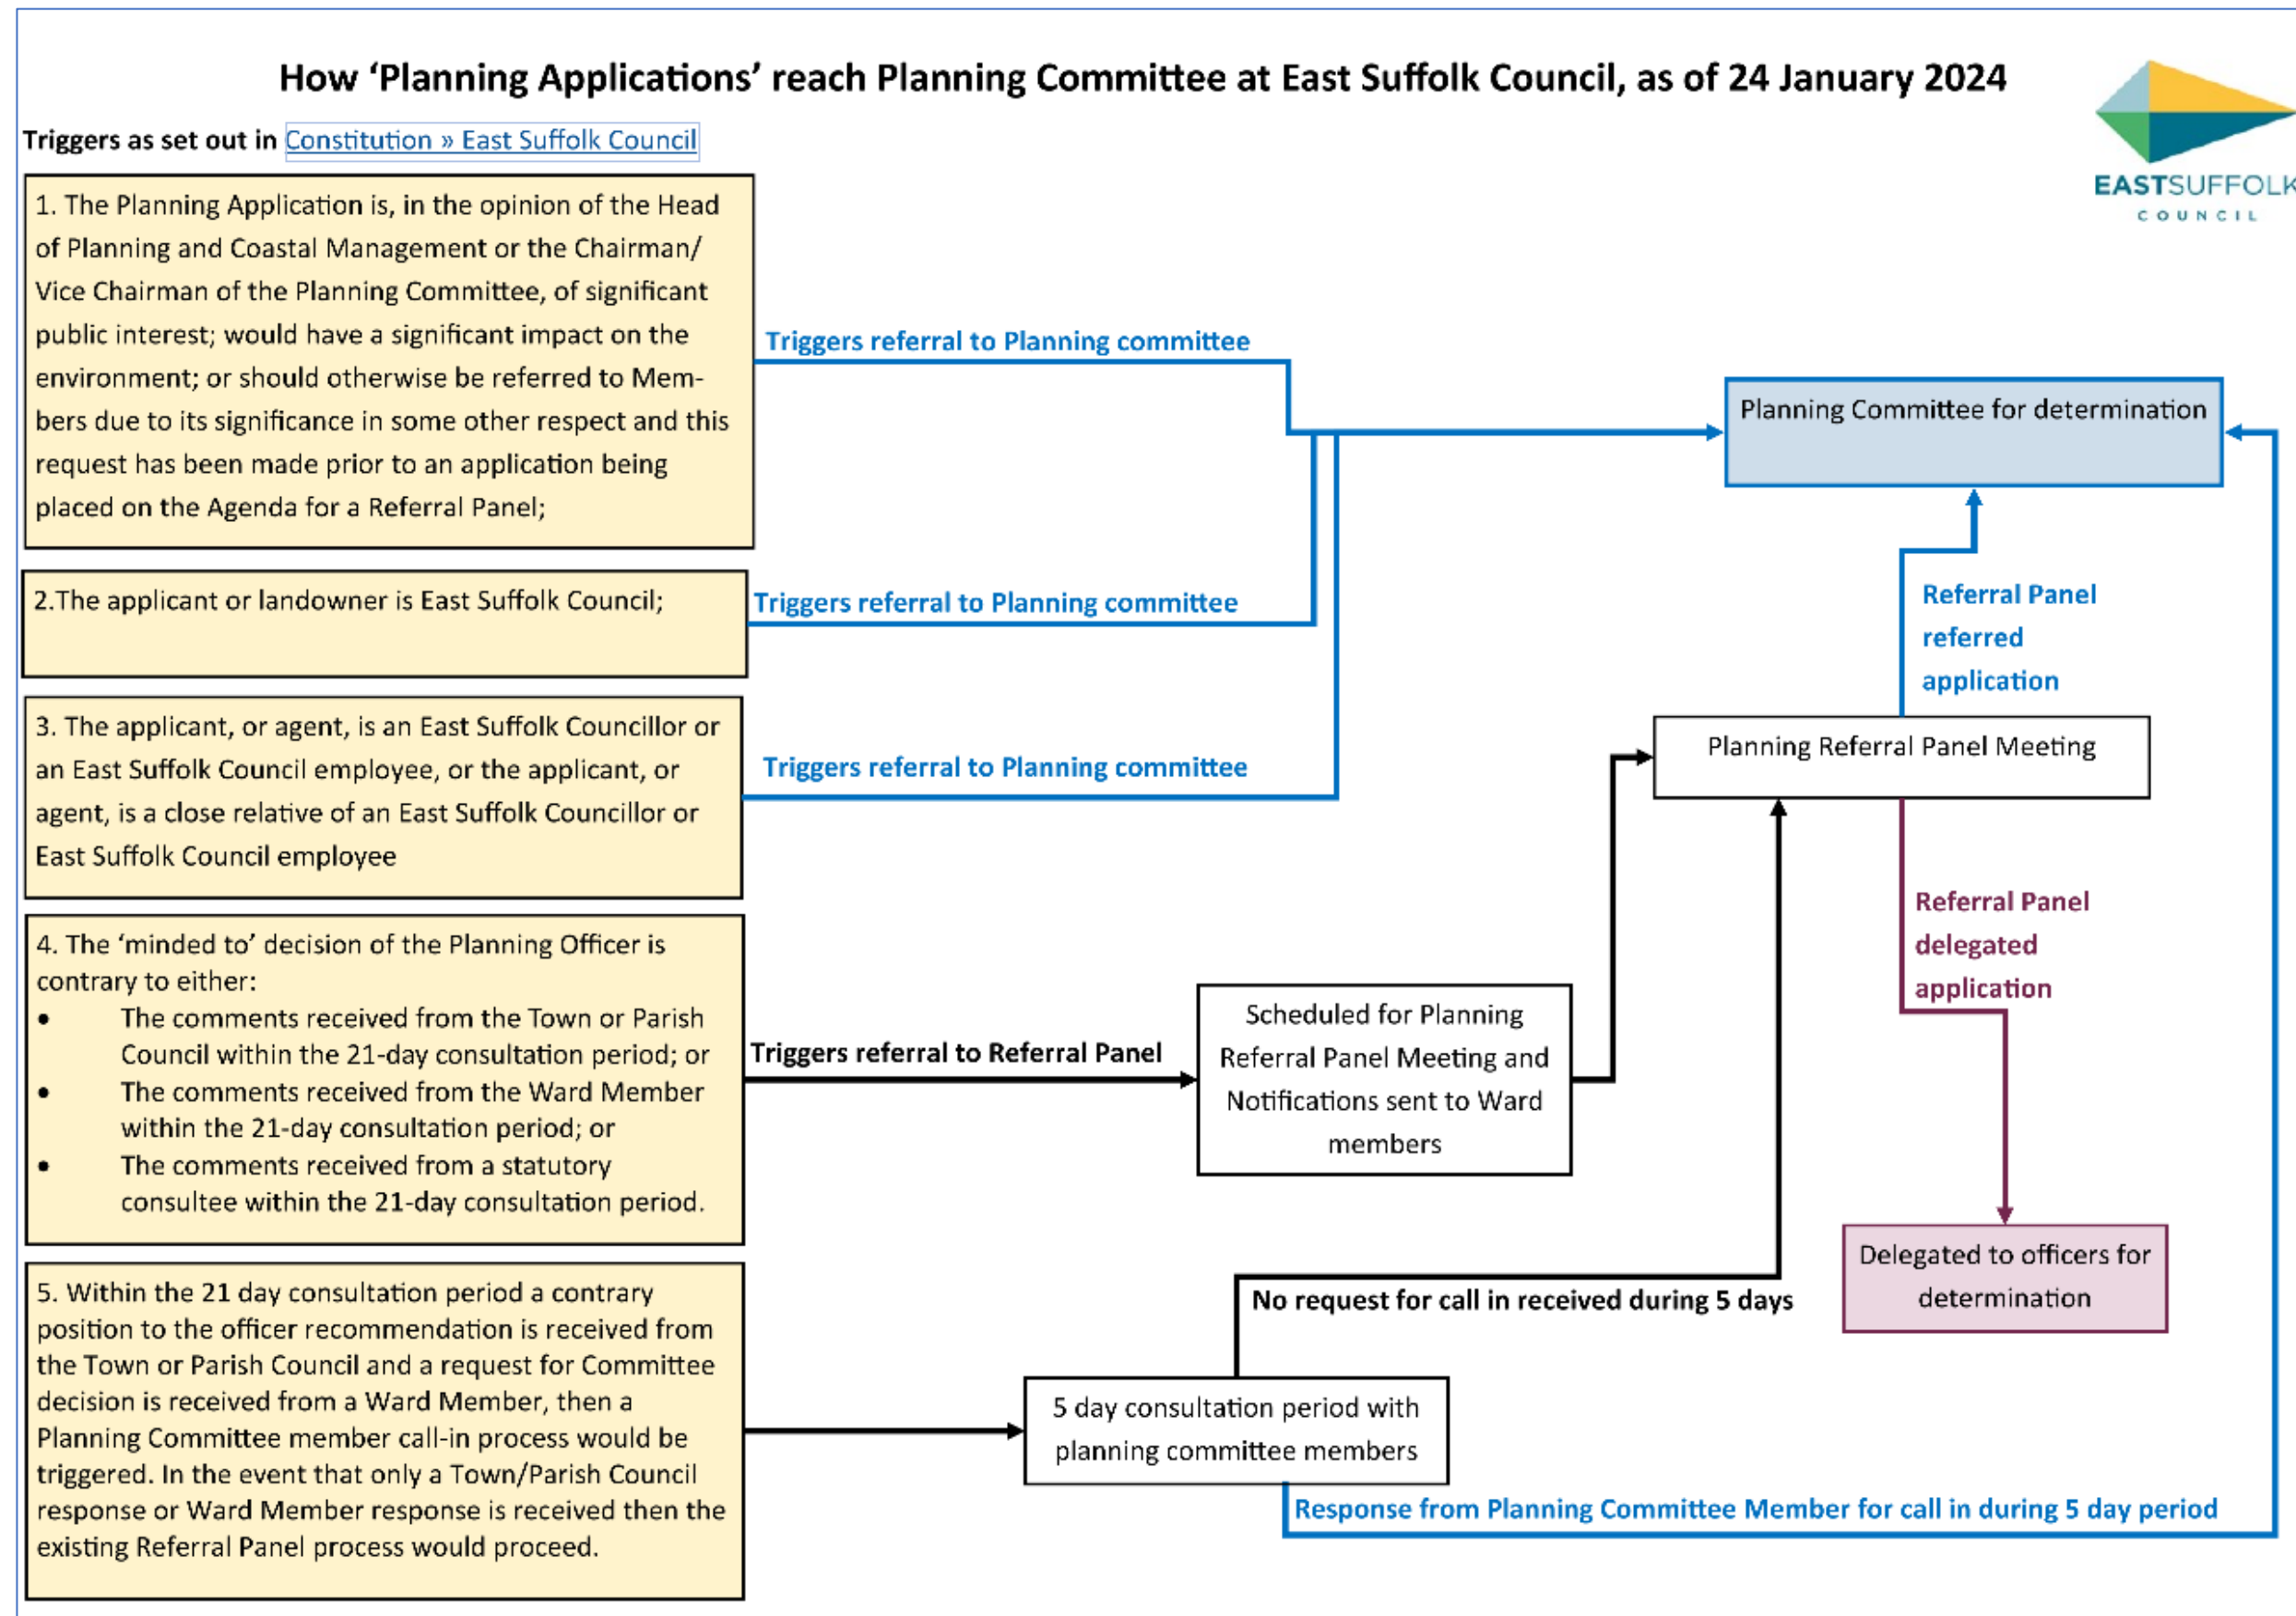 How ‘Planning Applications’ reach Planning Committee at East Suffolk Council, as of 24 January 2024
EASTSUFFOLK
COUNCIL
Triggers as set out in Constitution » East Suffolk Council
1. The Planning Application is, in the opinion of the Head
of Planning and Coastal Management or the Chairman/
Vice Chairman of the Planning Committee, of significant
public interest; would have a significant impact on the
environment; or should otherwise be referred to Mem-
bers due to its significance in some other respect and this
request has been made prior to an application being
placed on the Agenda for a Referral Panel;
Triggers referral to Planning committee
Planning Committee for determination
2.The applicant or landowner is East Suffolk Council;
Triggers referral to Planning committee
Referral Panel
referred
application
3. The applicant, or agent, is an East Suffolk Councillor or
an East Suffolk Council employee, or the applicant, or
agent, is a close relative of an East Suffolk Councillor or
East Suffolk Council employee
Triggers referral to Planning committee
Planning Referral Panel Meeting
Referral Panel
delegated
application
4. The ‘minded to’ decision of the Planning Officer is
contrary to either:
• The comments received from the Town or Parish
Council within the 21-day consultation period; or
• The comments received from the Ward Member
within the 21-day consultation period; or
• The comments received from a statutory
consultee within the 21-day consultation period.
Triggers referral to Referral Panel
Scheduled for Planning
Referral Panel Meeting and
Notifications sent to Ward
members
Delegated to officers for
determination
5. Within the 21 day consultation period a contrary
position to the officer recommendation is received from
the Town or Parish Council and a request for Committee
decision is received from a Ward Member, then a
Planning Committee member call-in process would be
triggered. In the event that only a Town/Parish Council
response or Ward Member response is received then the
existing Referral Panel process would proceed.
No request for call in received during 5 days
5 day consultation period with
planning committee members
Response from Planning Committee Member for call in during 5 day period